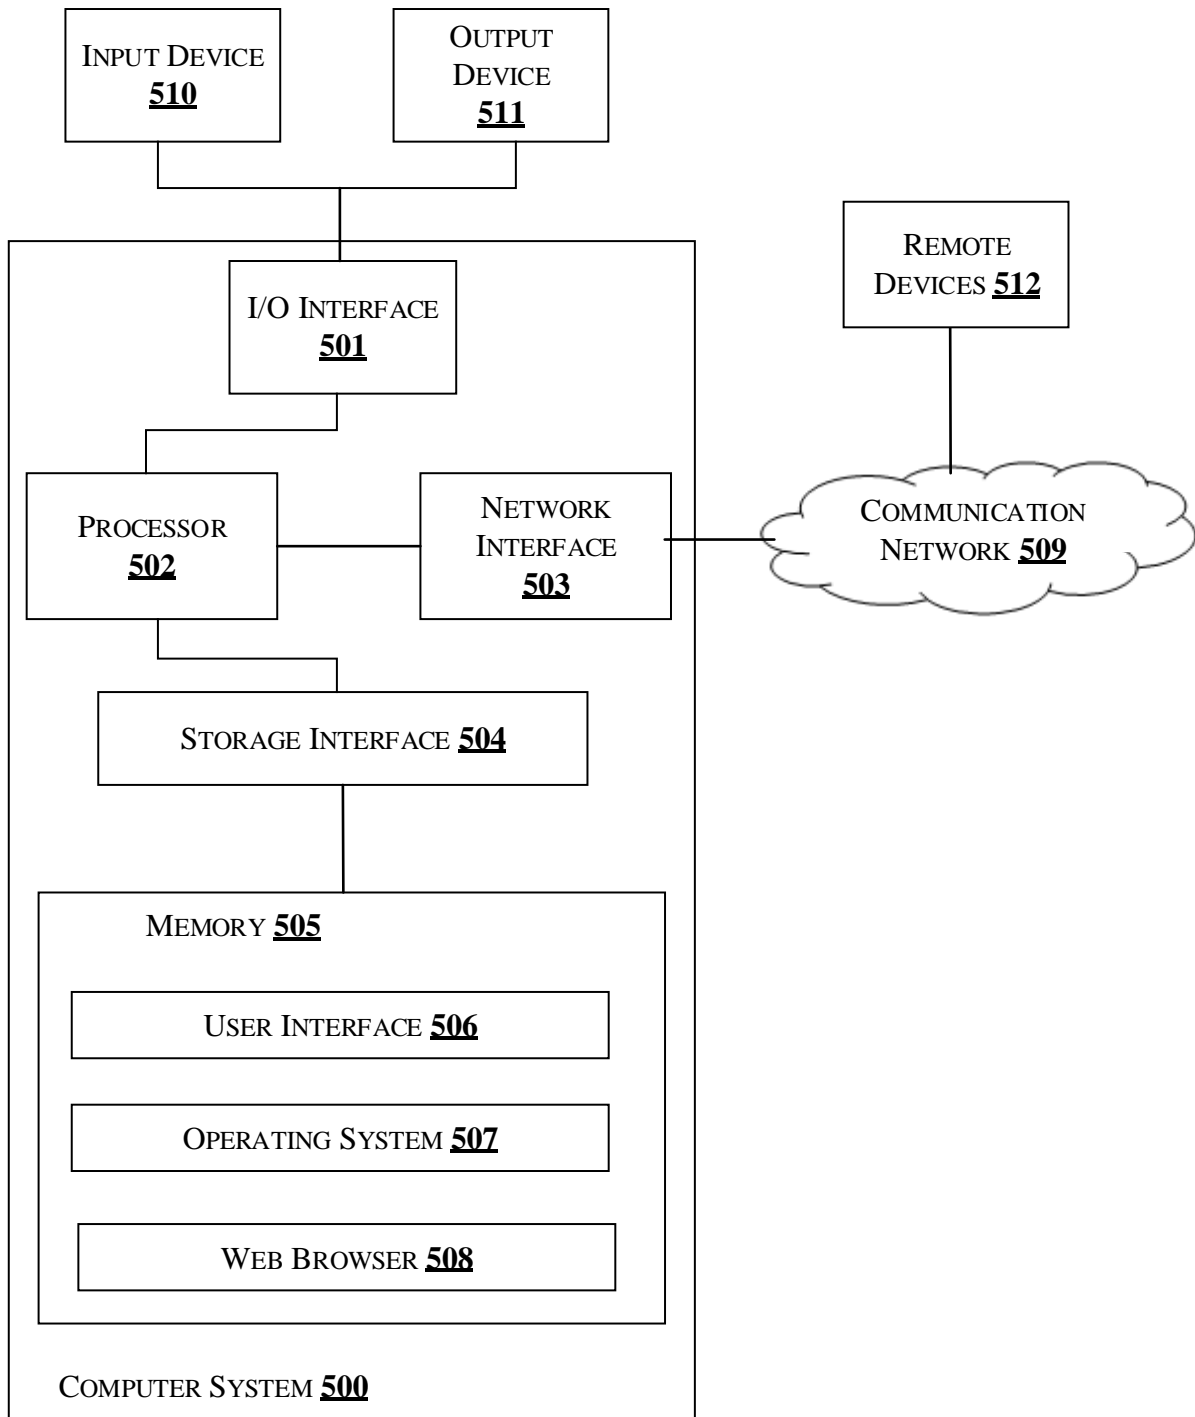 INPUT DEVICE
510
OUTPUT
DEVICE
511
REMOTE
DEVICES 512
I/O INTERFACE
501
PROCESSOR
502
NETWORK
INTERFACE
503
COMMUNICATION
NETWORK 509
STORAGE INTERFACE 504
MEMORY 505
USER INTERFACE 506
OPERATING SYSTEM 507
WEB BROWSER 508
COMPUTER SYSTEM 500